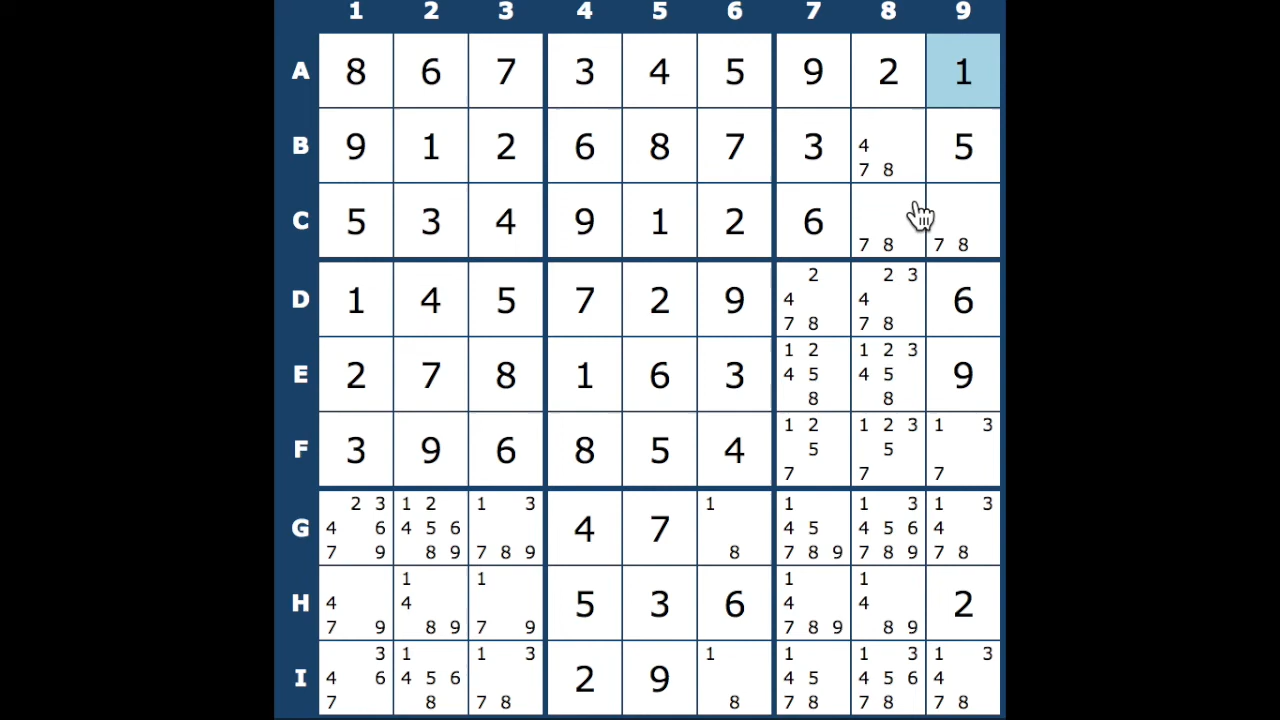 1 2 3 4 5 6 7 8 9
A 8 6 7 3 4 5 9 2 1
B 9 1 2 6 8 7 3 4 7 8 5
C 5 3 4 9 1 2 6 7 8 7 8
2 2 3
D 1 4 5 7 2 9 4 4 6
7 8 7 8
1 2 1 2 3
E 2 7 8 1 6 3 4 5 4 5 9
8 8
1 2 1 2 3 1 3
F 3 9 6 8 5 4 5 5
7 7 7
2 3 1 2 1 3 1 1 1 3 1 3
G 4 6 4 5 6 4 7 4 5 4 5 6 4
7 9 8 9 7 8 9 8 7 8 9 7 8 9 7 8
1 1 1 1
H 4 4 5 3 6 4 4 2
7 9 8 9 7 9 7 8 9 8 9
3 1 1 3 1 1 1 3 1 3
I 4 6 4 5 6 2 9 4 5 4 5 6 4
7 8 7 8 8 7 8 7 8 7 8